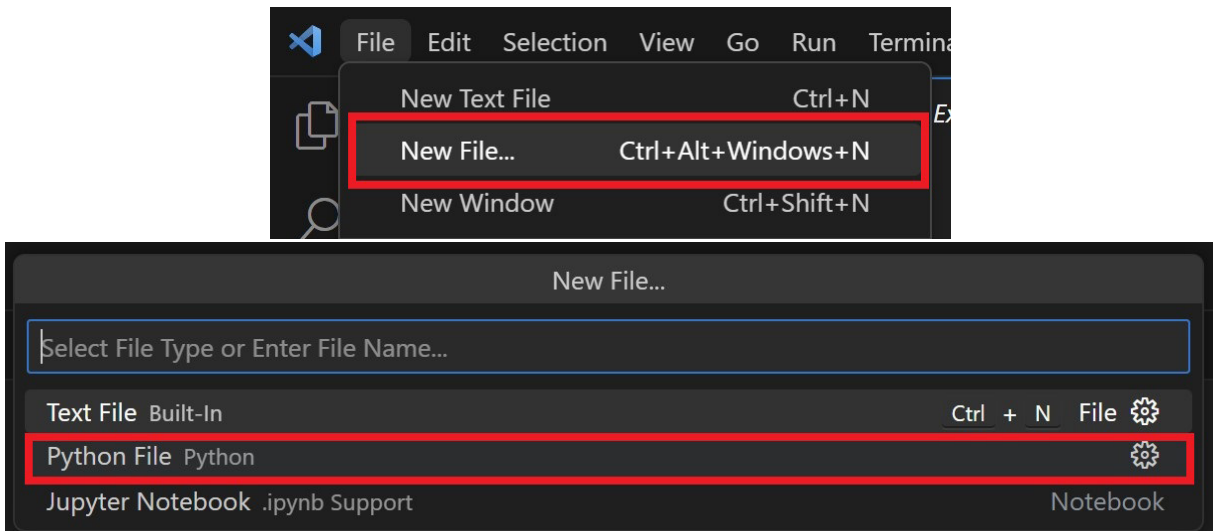 File Edit Selection View Go Run Termina
New Text File Ctrl+N
Ex
New File... Ctrl+Alt+Windows+N
New Window Ctrl+Shift+N
New File...
Select File Type or Enter File Name...
Text File Built-In Ctrl + N File
Python File Python
Jupyter Notebook .ipynb Support Notebook